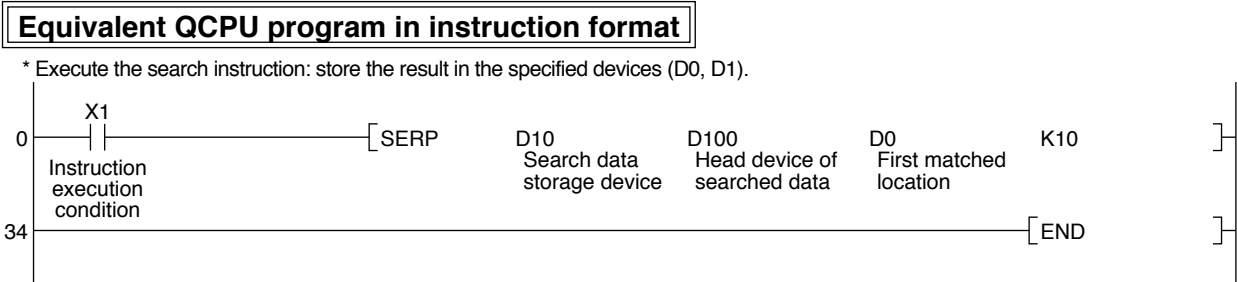 Equivalent QCPU program in instruction format
* Execute the search instruction: store the result in the specified devices (D0, D1).
X1
0 SERP D10 D100 D0 K10
Instruction Search data Head device of First matched
execution storage device searched data location
condition
34 END